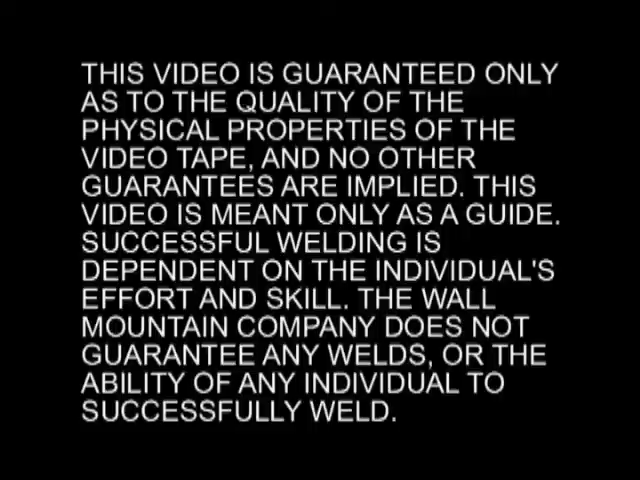 THIS VIDEO IS GUARANTEED ONLY
AS TO THE QUALITY OF THE
PHYSICAL PROPERTIES OF THE
VIDEO TAPE, AND NO OTHER
GUARANTEES ARE IMPLIED. THIS
VIDEO IS MEANT ONLY AS A GUIDE.
SUCCESSFUL WELDING IS
DEPENDENT ON THE INDIVIDUAL'S
EFFORT AND SKILL. THE WALL
MOUNTAIN COMPANY DOES NOT
GUARANTEE ANY WELDS, OR THE
ABILITY OF ANY INDIVIDUAL TO
SUCCESSFULLY WELD.